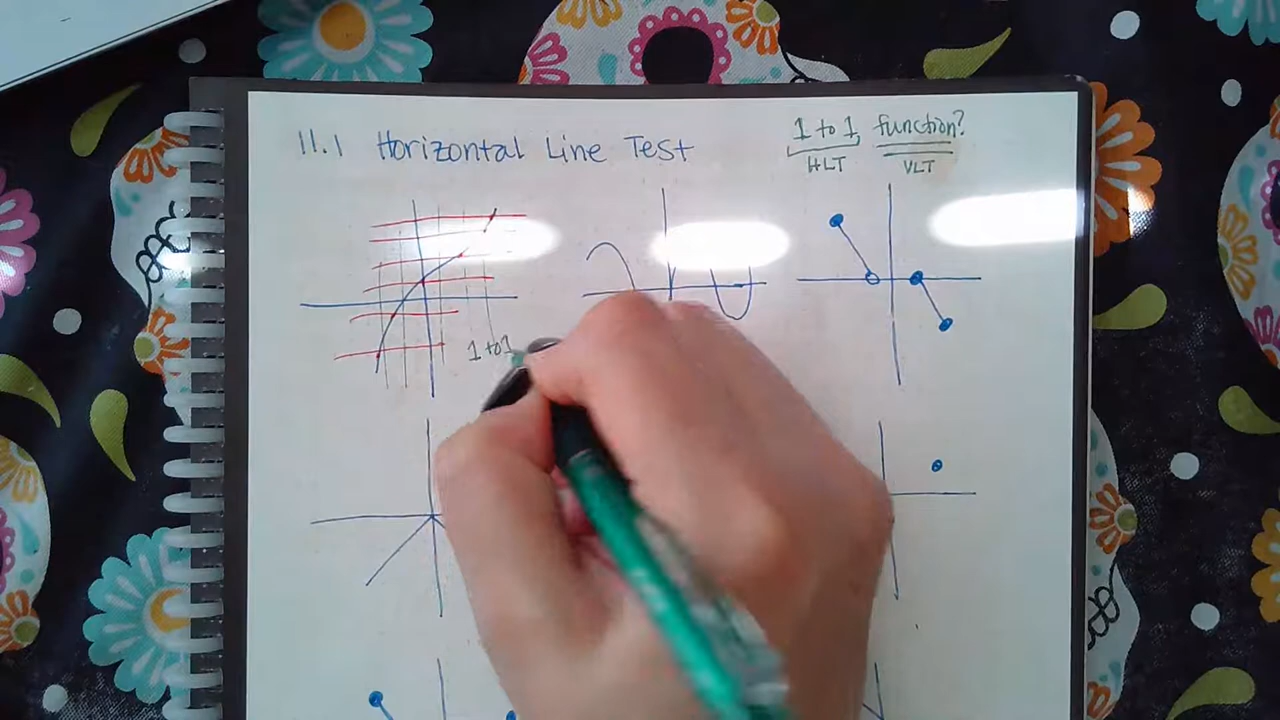 11.1 Horizontal Line Test
1 to 1, function?
HLT VLT
1 to 1